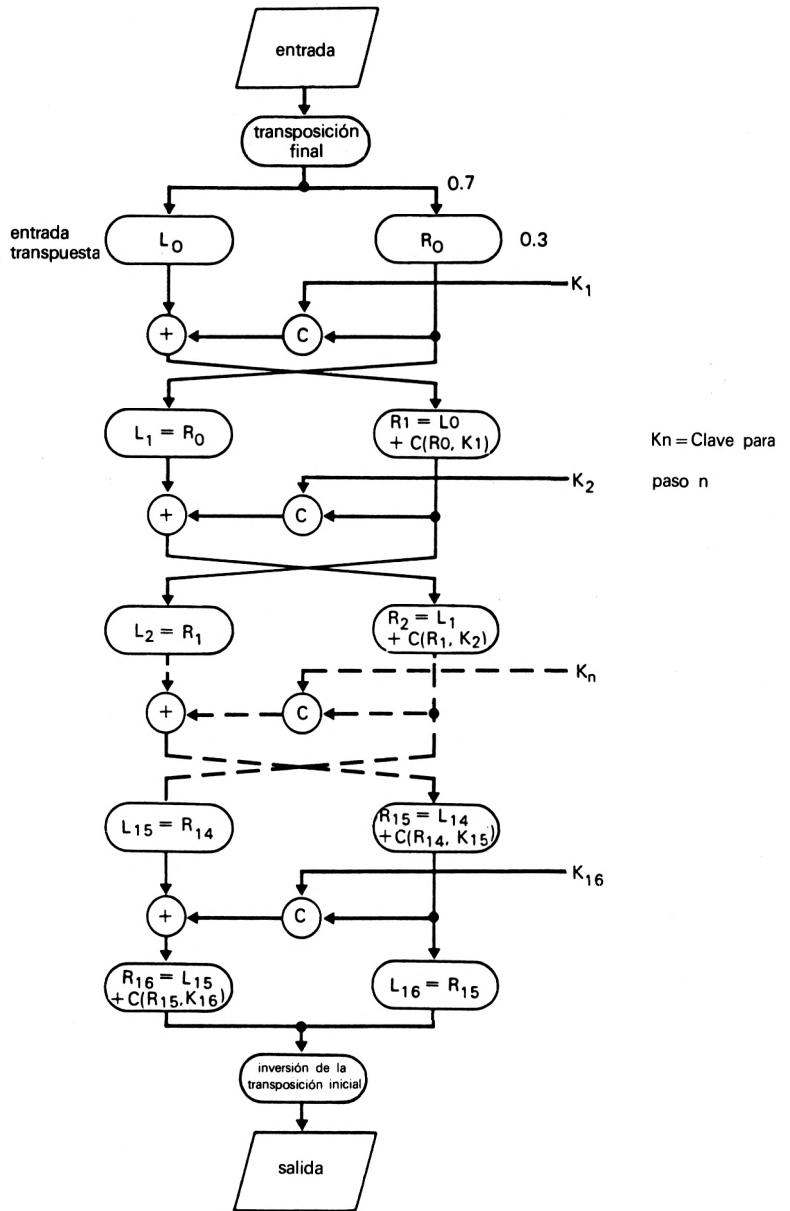 entrada
transposición
final
0.7
entrada
transpuesta
L0
R0
0.3
K1
+
C
L1 = R0
R1 = L0
+ C(R0, K1)
Kn = Clave para
paso n
K2
+
C
L2 = R1
R2 = L1
+ C(R1, K2)
Kn
+
C
L15 = R14
R15 = L14
+C(R14, K15)
K16
+
C
R16 = L15
+C(R15,K16)
L16 = R15
inversión de la
transposición inicial
salida